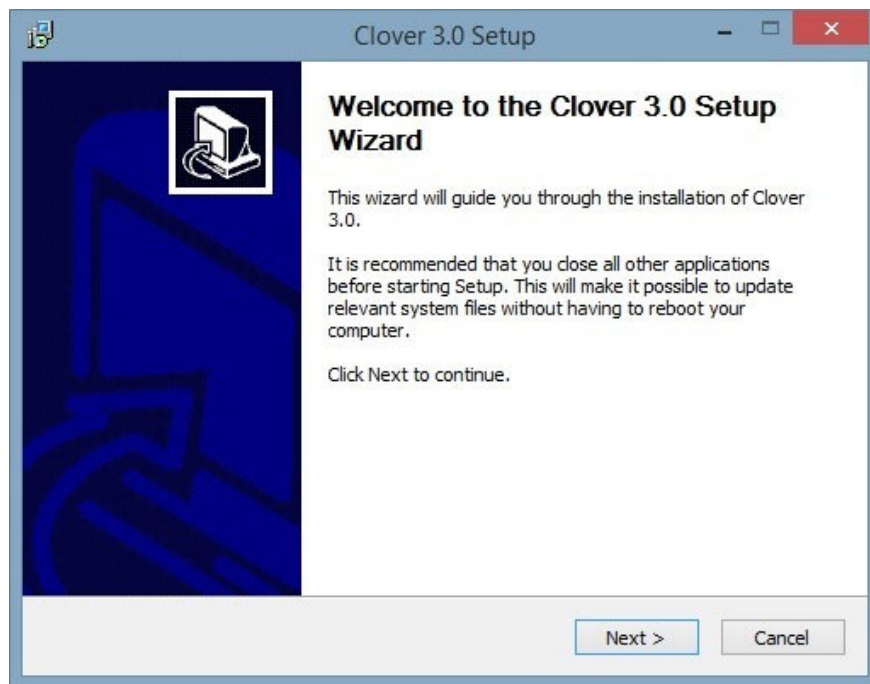 Clover 3.0 Setup
Welcome to the Clover 3.0 Setup
Wizard
This wizard will guide you through the installation of Clover
3.0.
It is recommended that you close all other applications
before starting Setup. This will make it possible to update
relevant system files without having to reboot your
computer.
Click Next to continue.
Next >
Cancel